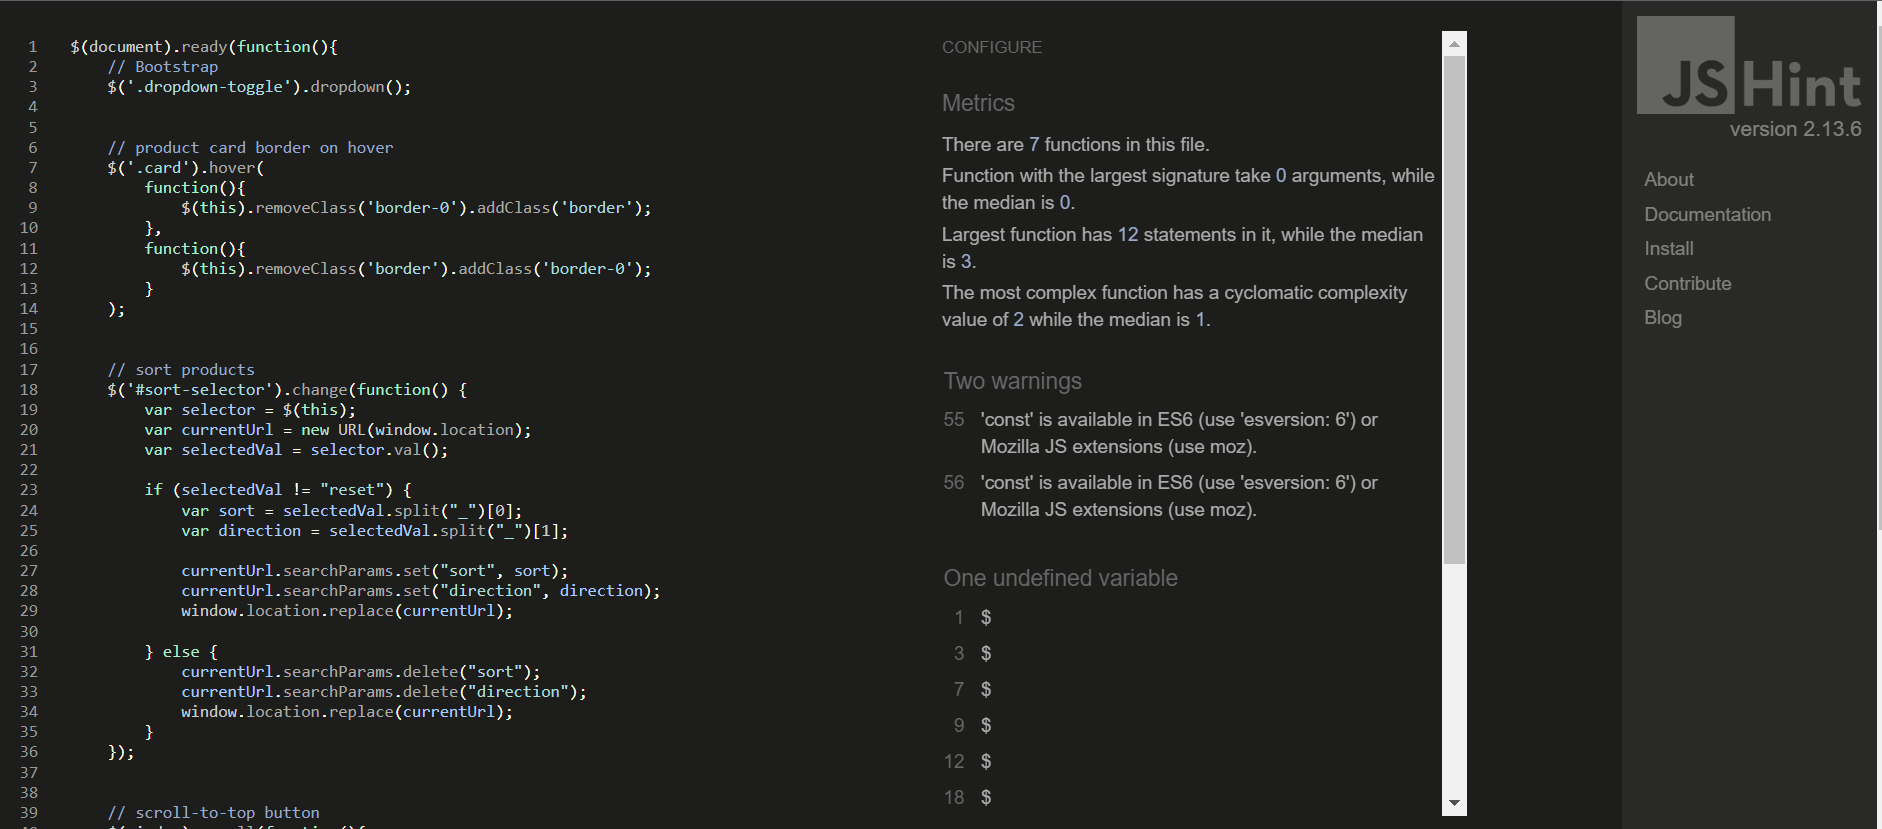 1 $(document).ready(function(){
2 // Bootstrap
3 $('.dropdown-toggle').dropdown();
4
5
6 // product card border on hover
7 $('.card').hover(
8 function(){
9 $(this).removeClass('border-0').addClass('border');
10 },
11 function(){
12 $(this).removeClass('border').addClass('border-0');
13 }
14 );
15
16
17 // sort products
18 $('#sort-selector').change(function() {
19 var selector = $(this);
20 var currentUrl = new URL(window.location);
21 var selectedVal = selector.val();
22
23 if (selectedVal != "reset") {
24 var sort = selectedVal.split("_")[0];
25 var direction = selectedVal.split("_")[1];
26
27 currentUrl.searchParams.set("sort", sort);
28 currentUrl.searchParams.set("direction", direction);
29 window.location.replace(currentUrl);
30
31 } else {
32 currentUrl.searchParams.delete("sort");
33 currentUrl.searchParams.delete("direction");
34 window.location.replace(currentUrl);
35 }
36 });
37
38
39 // scroll-to-top button
CONFIGURE
Metrics
There are 7 functions in this file.
Function with the largest signature take 0 arguments, while
the median is 0.
Largest function has 12 statements in it, while the median
is 3.
The most complex function has a cyclomatic complexity
value of 2 while the median is 1.
Two warnings
55 'const' is available in ES6 (use 'esversion: 6') or
Mozilla JS extensions (use moz).
56 'const' is available in ES6 (use 'esversion: 6') or
Mozilla JS extensions (use moz).
One undefined variable
1 $
3 $
7 $
9 $
12 $
18 $
JSHint
version 2.13.6
About
Documentation
Install
Contribute
Blog